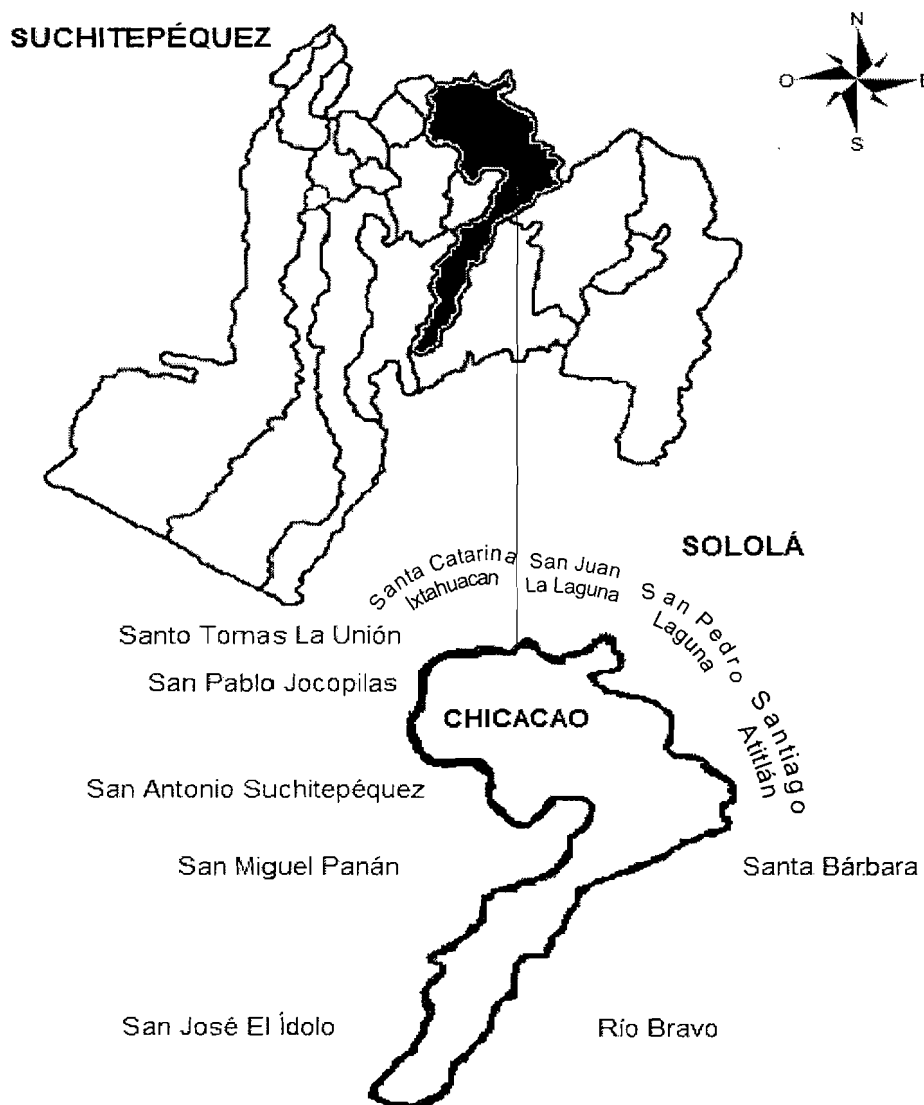 SUCHITEPÉQUEZ
N
O
E
S
SOLOLÁ
Santa Catarina
Ixtahuacan
San Juan
La Laguna
San Pedro
Laguna
Santiago
Atitlán
Santo Tomas La Unión
San Pablo Jocopilas
CHICACAO
San Antonio Suchitepéquez
San Miguel Panán
Santa Bárbara
San José El Ídolo
Río Bravo